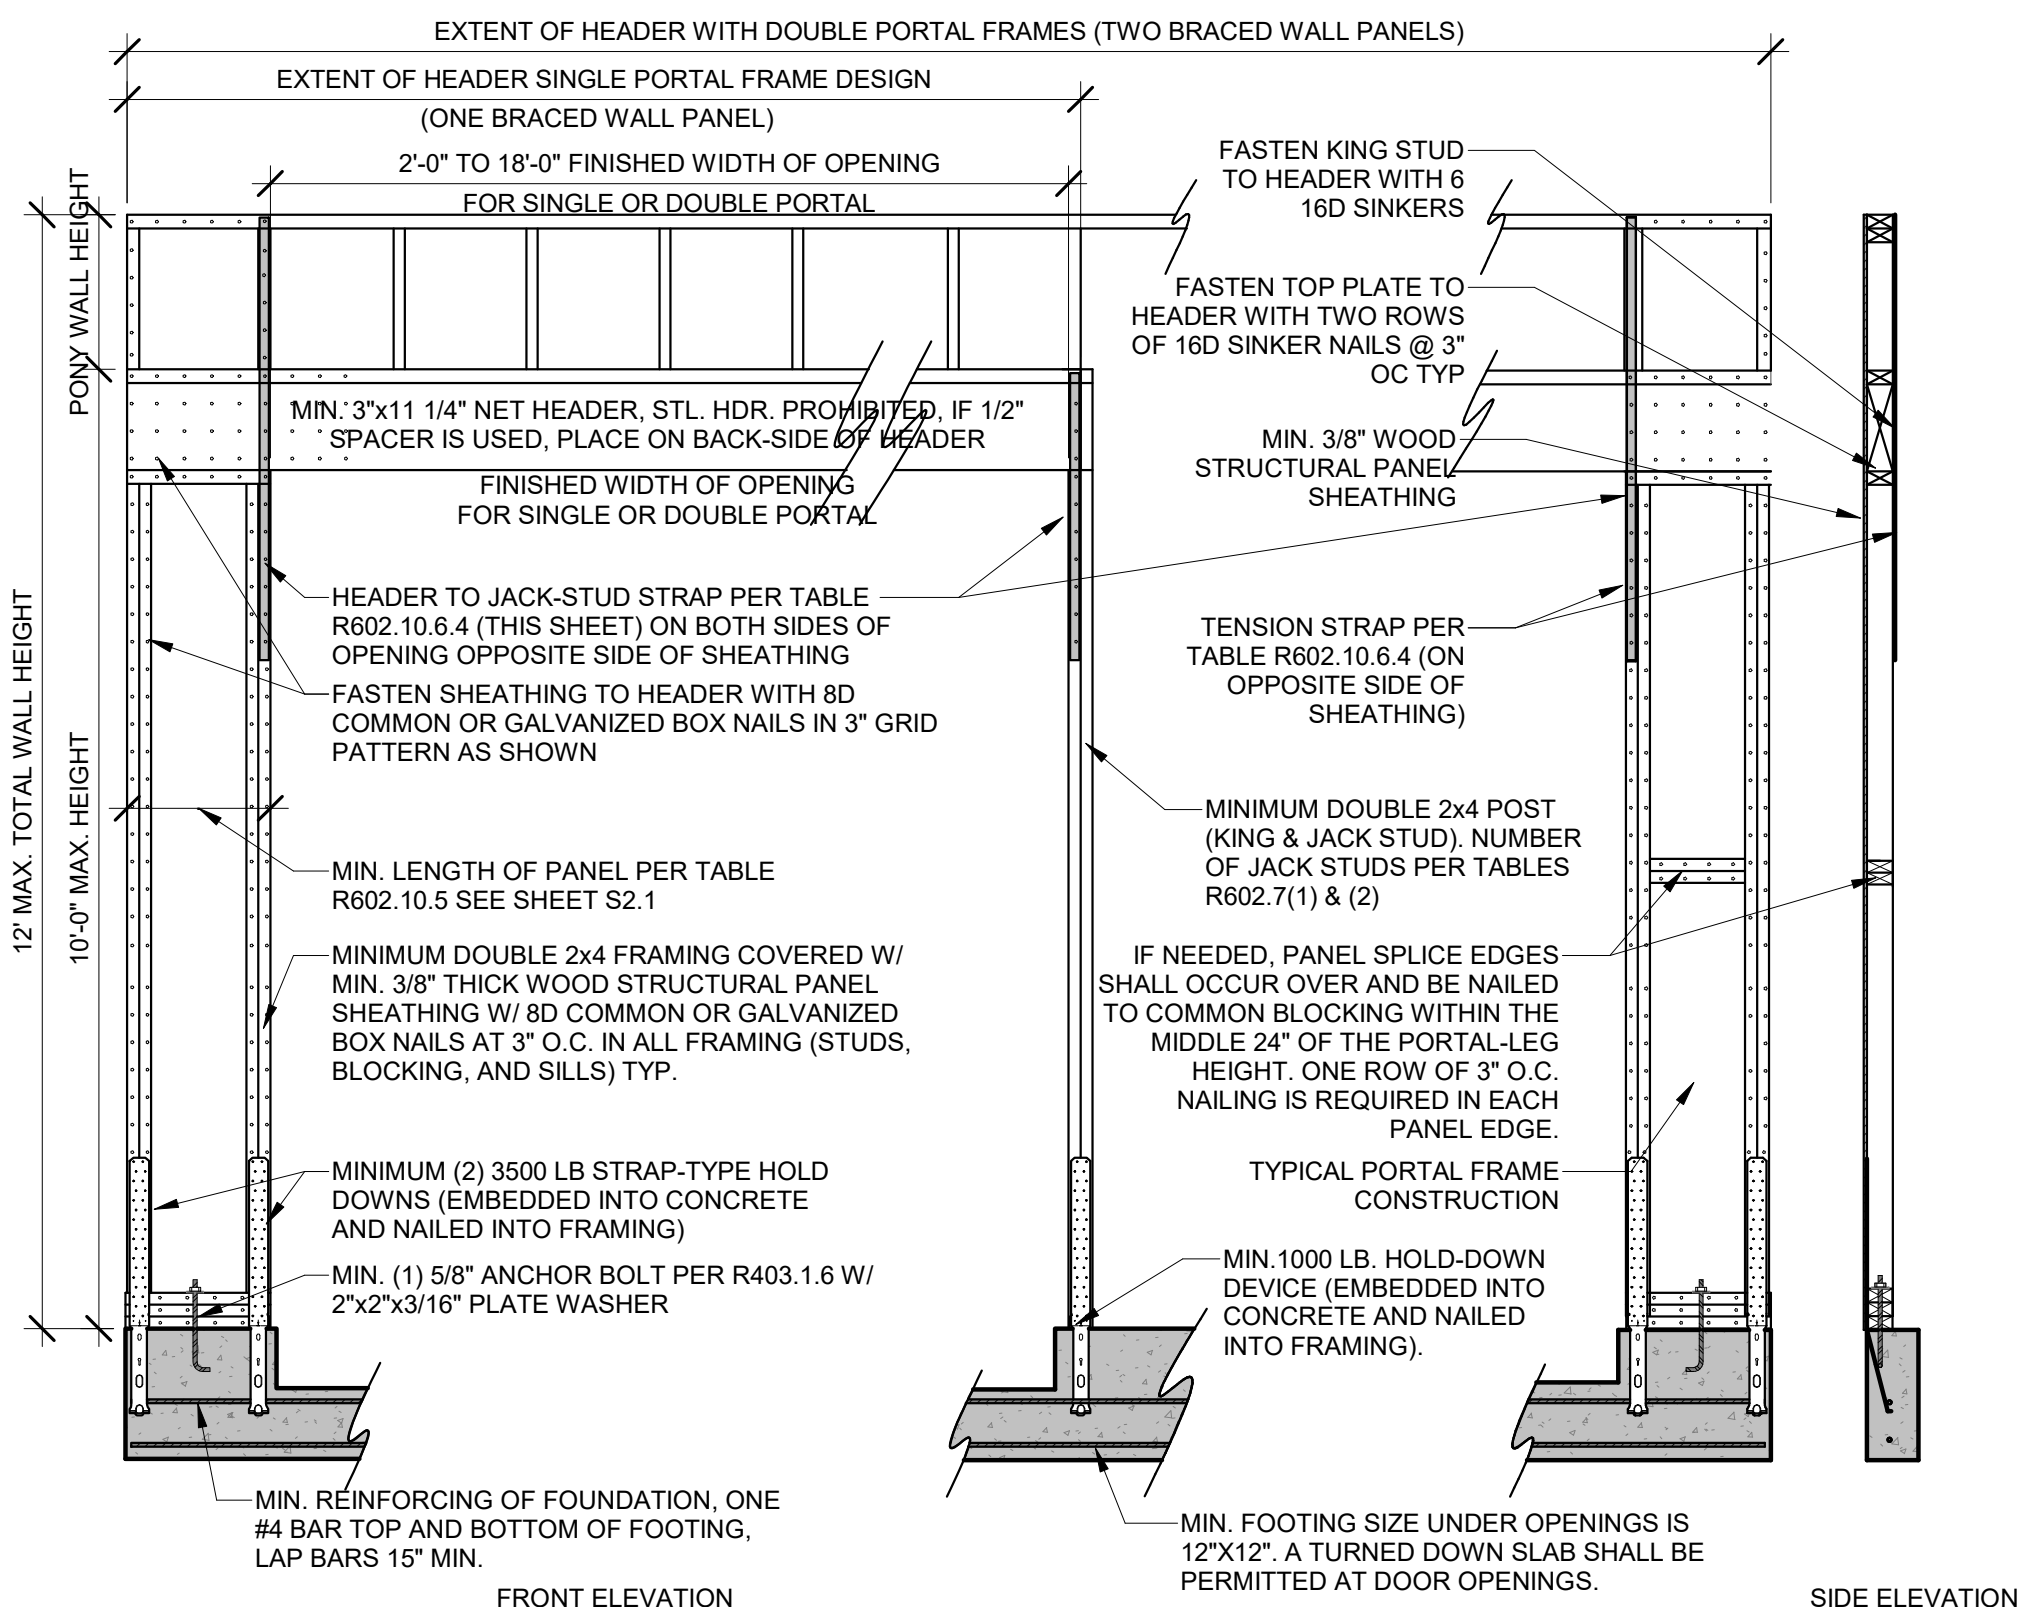 EXTENT OF HEADER WITH DOUBLE PORTAL FRAMES (TWO BRACED WALL PANELS)
EXTENT OF HEADER SINGLE PORTAL FRAME DESIGN
(ONE BRACED WALL PANEL)
2'-0" TO 18'-0" FINISHED WIDTH OF OPENING
FOR SINGLE OR DOUBLE PORTAL
FASTEN KING STUD
TO HEADER WITH 6
16D SINKERS
PONY WALL HEIGHT
FASTEN TOP PLATE TO
HEADER WITH TWO ROWS
OF 16D SINKER NAILS @ 3"
OC TYP
MIN. 3"x11 1/4" NET HEADER, STL. HDR. PROHIBITED, IF 1/2"
SPACER IS USED, PLACE ON BACK-SIDE OF HEADER
MIN. 3/8" WOOD
STRUCTURAL PANEL
SHEATHING
FINISHED WIDTH OF OPENING
FOR SINGLE OR DOUBLE PORTAL
12' MAX. TOTAL WALL HEIGHT
10'-0" MAX. HEIGHT
HEADER TO JACK-STUD STRAP PER TABLE
R602.10.6.4 (THIS SHEET) ON BOTH SIDES OF
OPENING OPPOSITE SIDE OF SHEATHING
TENSION STRAP PER
TABLE R602.10.6.4 (ON
OPPOSITE SIDE OF
SHEATHING)
FASTEN SHEATHING TO HEADER WITH 8D
COMMON OR GALVANIZED BOX NAILS IN 3" GRID
PATTERN AS SHOWN
MINIMUM DOUBLE 2x4 POST
(KING & JACK STUD). NUMBER
OF JACK STUDS PER TABLES
R602.7(1) & (2)
MIN. LENGTH OF PANEL PER TABLE
R602.10.5 SEE SHEET S2.1
MINIMUM DOUBLE 2x4 FRAMING COVERED W/
MIN. 3/8" THICK WOOD STRUCTURAL PANEL
SHEATHING W/ 8D COMMON OR GALVANIZED
BOX NAILS AT 3" O.C. IN ALL FRAMING (STUDS,
BLOCKING, AND SILLS) TYP.
IF NEEDED, PANEL SPLICE EDGES
SHALL OCCUR OVER AND BE NAILED
TO COMMON BLOCKING WITHIN THE
MIDDLE 24" OF THE PORTAL-LEG
HEIGHT. ONE ROW OF 3" O.C.
NAILING IS REQUIRED IN EACH
PANEL EDGE.
MINIMUM (2) 3500 LB STRAP-TYPE HOLD
DOWNS (EMBEDDED INTO CONCRETE
AND NAILED INTO FRAMING)
TYPICAL PORTAL FRAME
CONSTRUCTION
MIN. (1) 5/8" ANCHOR BOLT PER R403.1.6 W/
2"x2"x3/16" PLATE WASHER
MIN.1000 LB. HOLD-DOWN
DEVICE (EMBEDDED INTO
CONCRETE AND NAILED
INTO FRAMING).
MIN. REINFORCING OF FOUNDATION, ONE
#4 BAR TOP AND BOTTOM OF FOOTING,
LAP BARS 15" MIN.
MIN. FOOTING SIZE UNDER OPENINGS IS
12"X12". A TURNED DOWN SLAB SHALL BE
PERMITTED AT DOOR OPENINGS.
FRONT ELEVATION
SIDE ELEVATION